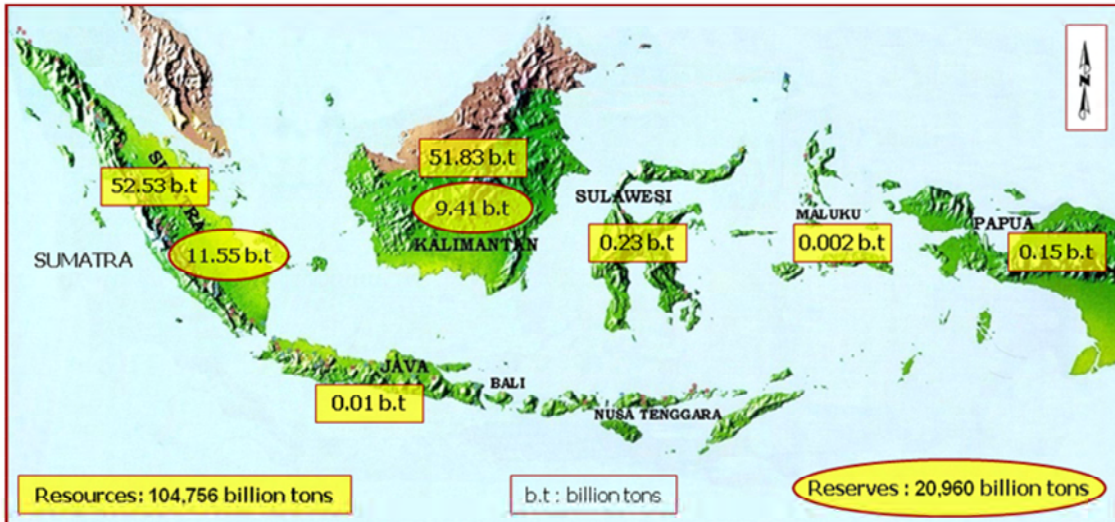 N
51.83 b.t
SUMATRA
52.53 b.t
9.41 b.t
SULAWESI
MALUKU
PAPUA
KALIMANTAN
0.23 b.t
0.002 b.t
0.15 b.t
SUMATRA
11.55 b.t
JAVA
BALI
0.01 b.t
NUSA TENGGARA
Resources: 104,756 billion tons
b.t : billion tons
Reserves : 20,960 billion tons